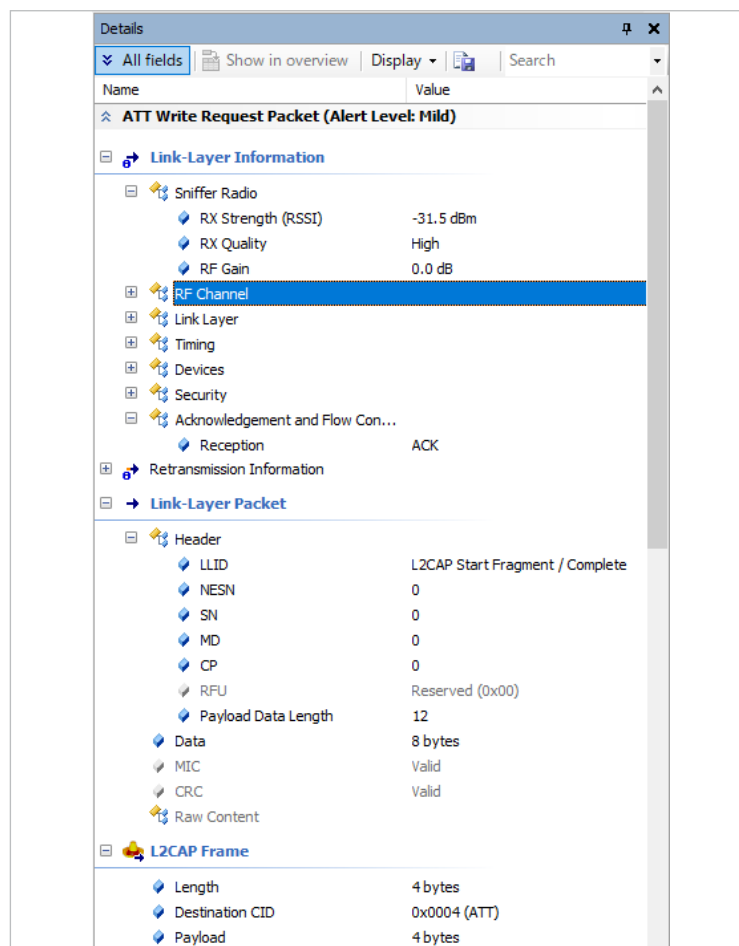 Details
All fields Show in overview Display Search
Name Value
ATT Write Request Packet (Alert Level: Mild)
Link-Layer Information
Sniffer Radio
RX Strength (RSSI) -31.5 dBm
RX Quality High
RF Gain 0.0 dB
RF Channel
Link Layer
Timing
Devices
Security
Acknowledgement and Flow Con...
Reception ACK
Retransmission Information
Link-Layer Packet
Header
LLID L2CAP Start Fragment / Complete
NESN 0
SN 0
MD 0
CP 0
RFU Reserved (0x00)
Payload Data Length 12
Data 8 bytes
MIC Valid
CRC Valid
Raw Content
L2CAP Frame
Length 4 bytes
Destination CID 0x0004 (ATT)
Payload 4 bytes